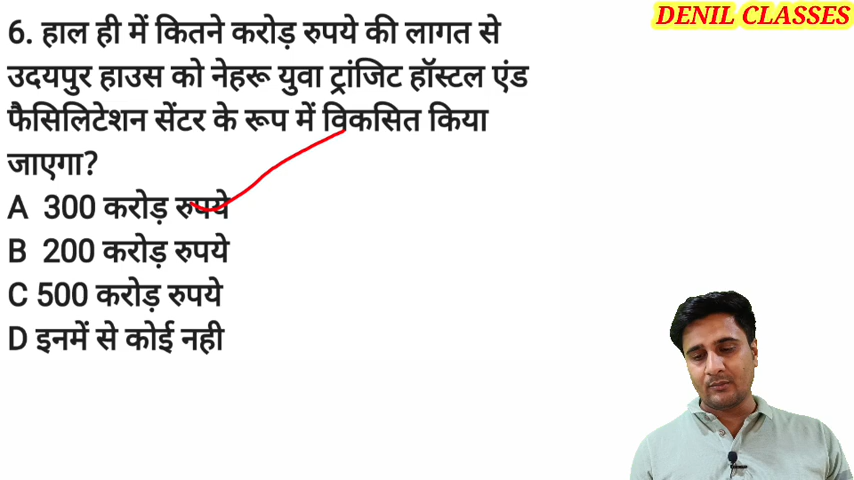 DENIL CLASSES
6. हाल ही में कितने करोड़ रुपये की लागत से
उदयपुर हाउस को नेहरू युवा ट्रांजिट हॉस्टल एंड
फैसिलिटेशन सेंटर के रूप में विकसित किया
जाएगा?
A 300 करोड़ रुपये
B 200 करोड़ रुपये
C 500 करोड़ रुपये
D इनमें से कोई नही